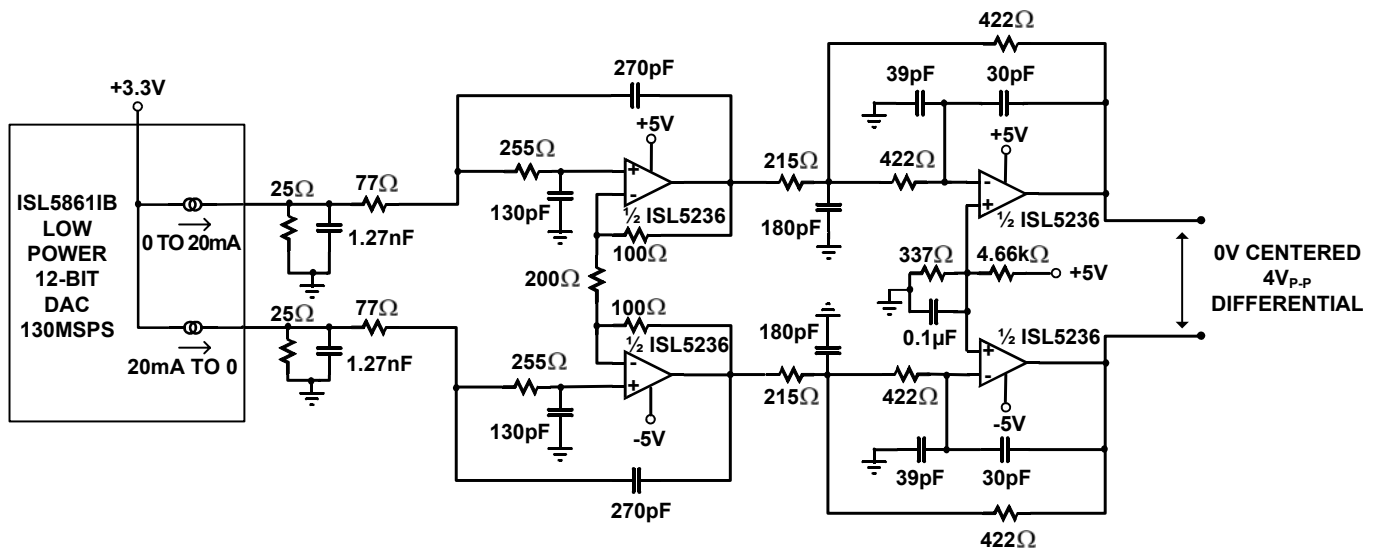 +3.3V
ISL5861IB
LOW
POWER
12-BIT
DAC
130MSPS
0 TO 20mA
20mA TO 0
25Ω
77Ω
1.27nF
25Ω
77Ω
1.27nF
270pF
+5V
255Ω
130pF
½ ISL5236
100Ω
200Ω
100Ω
½ ISL5236
255Ω
130pF
-5V
270pF
422Ω
39pF
30pF
+5V
215Ω
422Ω
180pF
½ ISL5236
337Ω
4.66kΩ
+5V
0.1µF
½ ISL5236
180pF
215Ω
422Ω
-5V
39pF
30pF
422Ω
0V CENTERED
4VP-P
DIFFERENTIAL
+
-
-
+
-
+
+
-